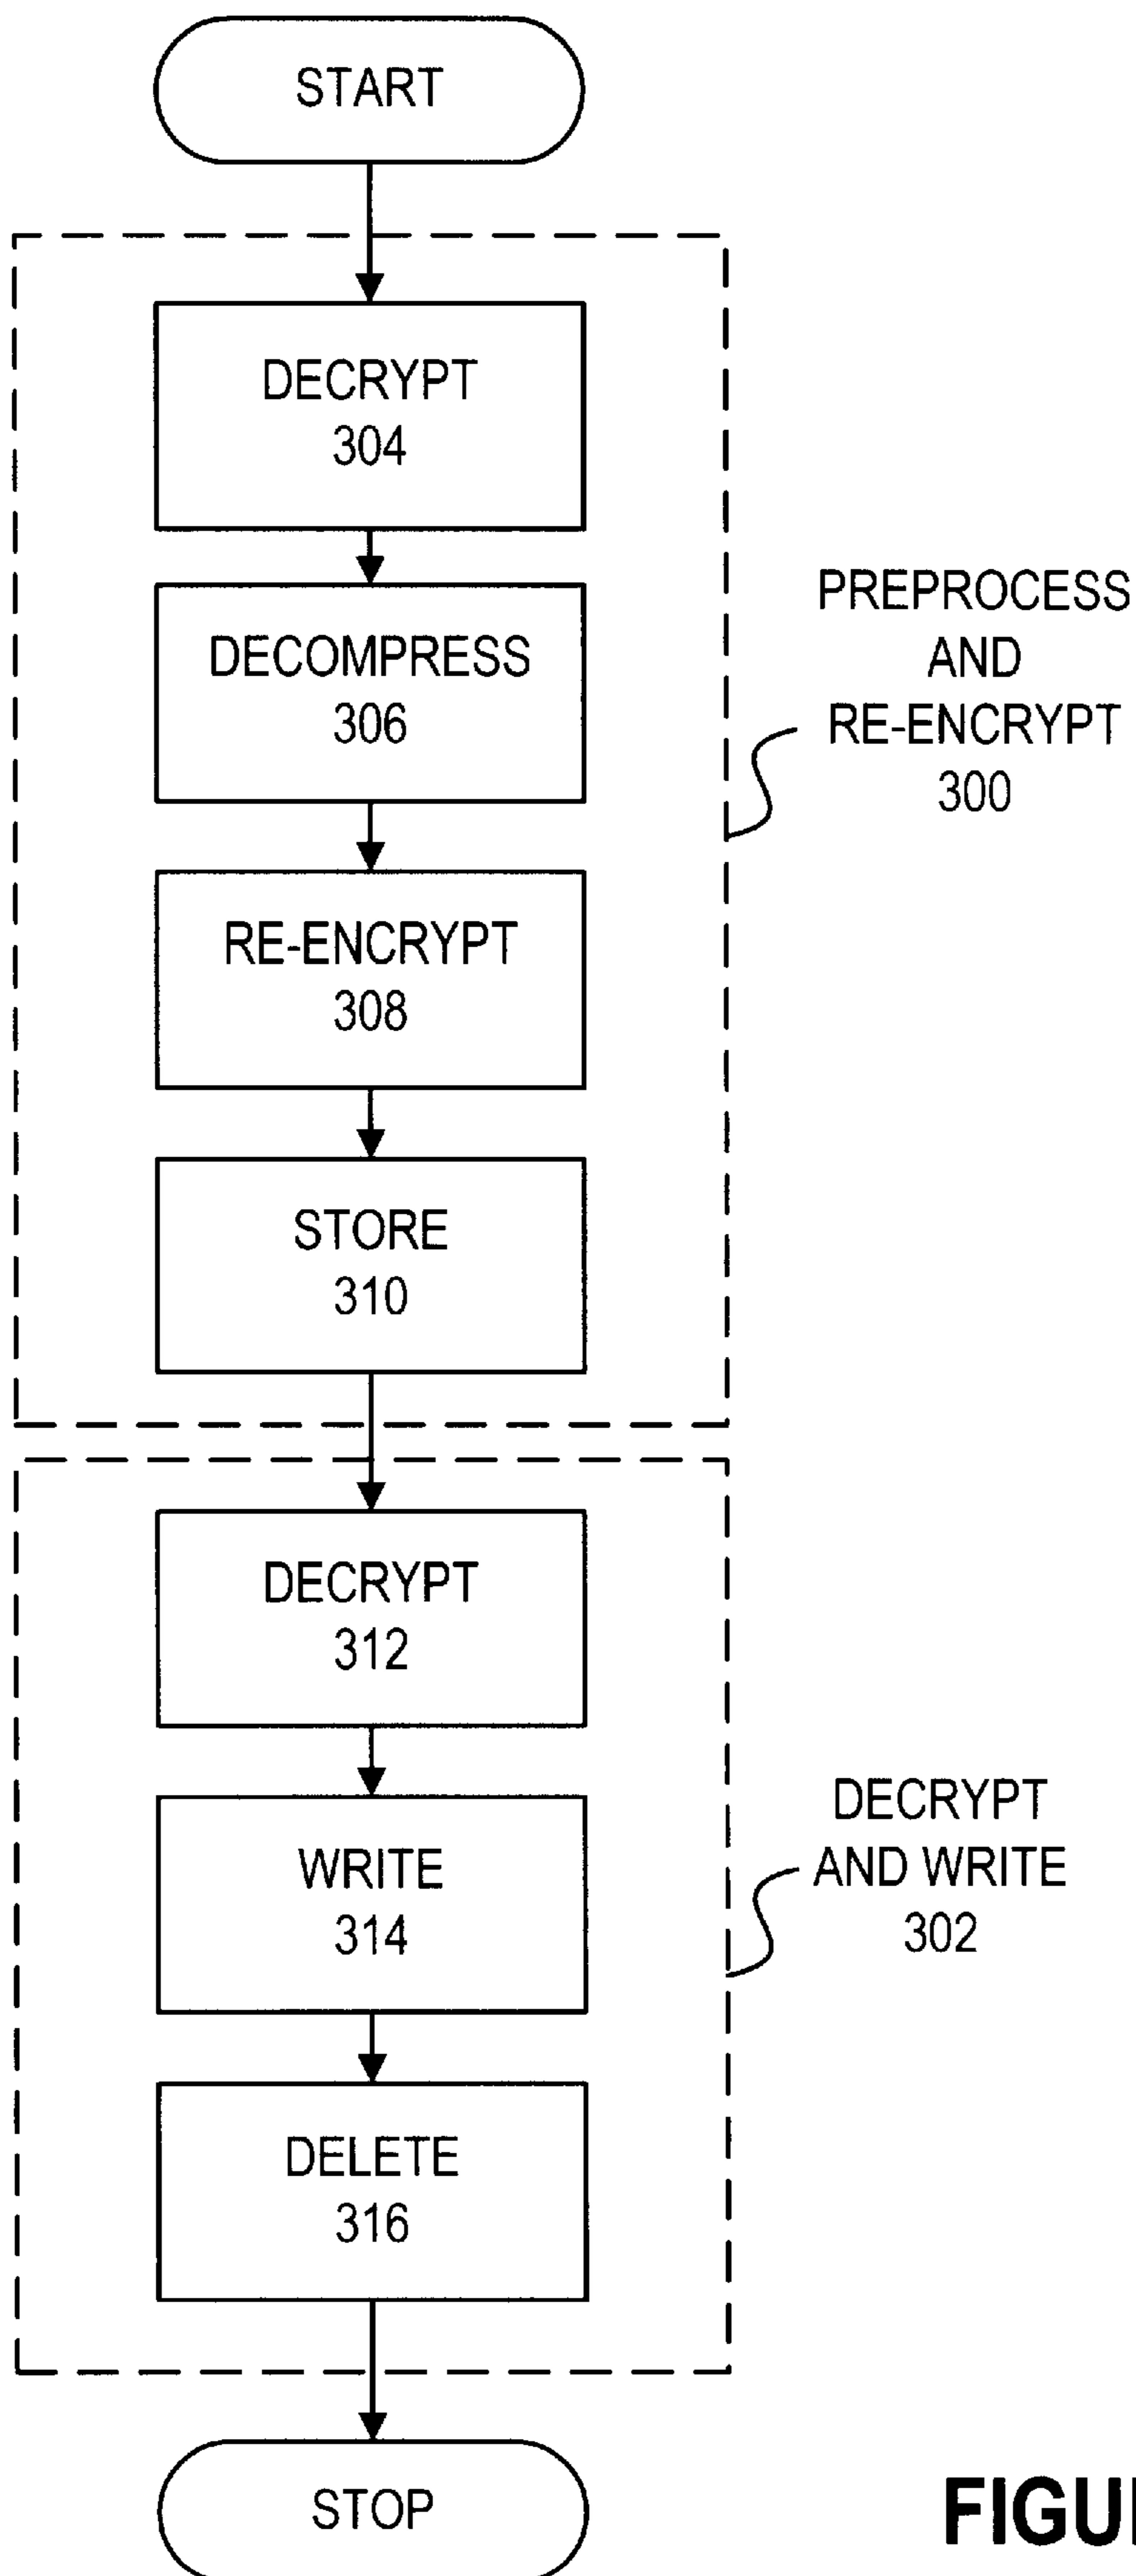 START
DECRYPT
304
DECOMPRESS
306
PREPROCESS
AND
RE-ENCRYPT
300
RE-ENCRYPT
308
STORE
310
DECRYPT
312
WRITE
314
DECRYPT
AND WRITE
302
DELETE
316
STOP